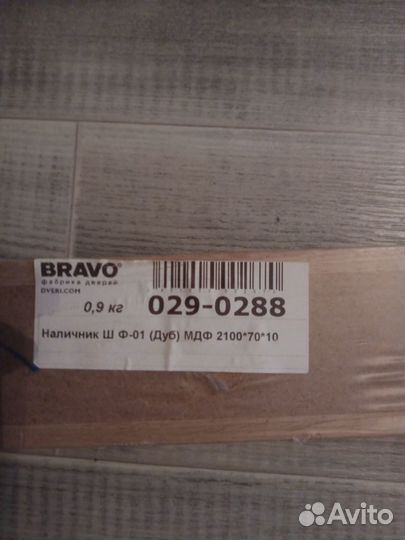 BRAVO®
фабрика дверей
DVERI.COM
0,9 кг 029-0288
Наличник Ш Ф-01 (Дуб) МДФ 2100*70*10
Avito